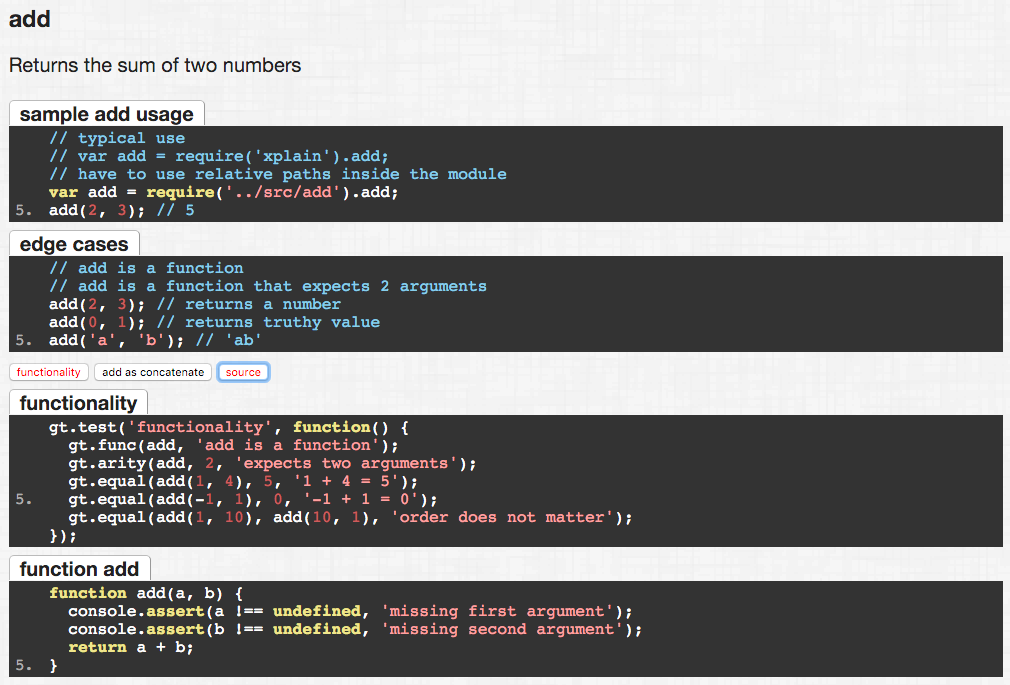 add
Returns the sum of two numbers
sample add usage
// typical use
// var add = require('xplain').add;
// have to use relative paths inside the module
var add = require('../src/add').add;
5. add(2, 3); // 5
edge cases
// add is a function
// add is a function that expects 2 arguments
add(2, 3); // returns a number
add(0, 1); // returns truthy value
5. add('a', 'b'); // 'ab'
functionality add as concatenate source
functionality
gt.test('functionality', function() {
  gt.func(add, 'add is a function');
  gt.arity(add, 2, 'expects two arguments');
  gt.equal(add(1, 4), 5, '1 + 4 = 5');
5.   gt.equal(add(-1, 1), 0, '-1 + 1 = 0');
  gt.equal(add(1, 10), add(10, 1), 'order does not matter');
});
function add
function add(a, b) {
  console.assert(a !== undefined, 'missing first argument');
  console.assert(b !== undefined, 'missing second argument');
  return a + b;
5. }